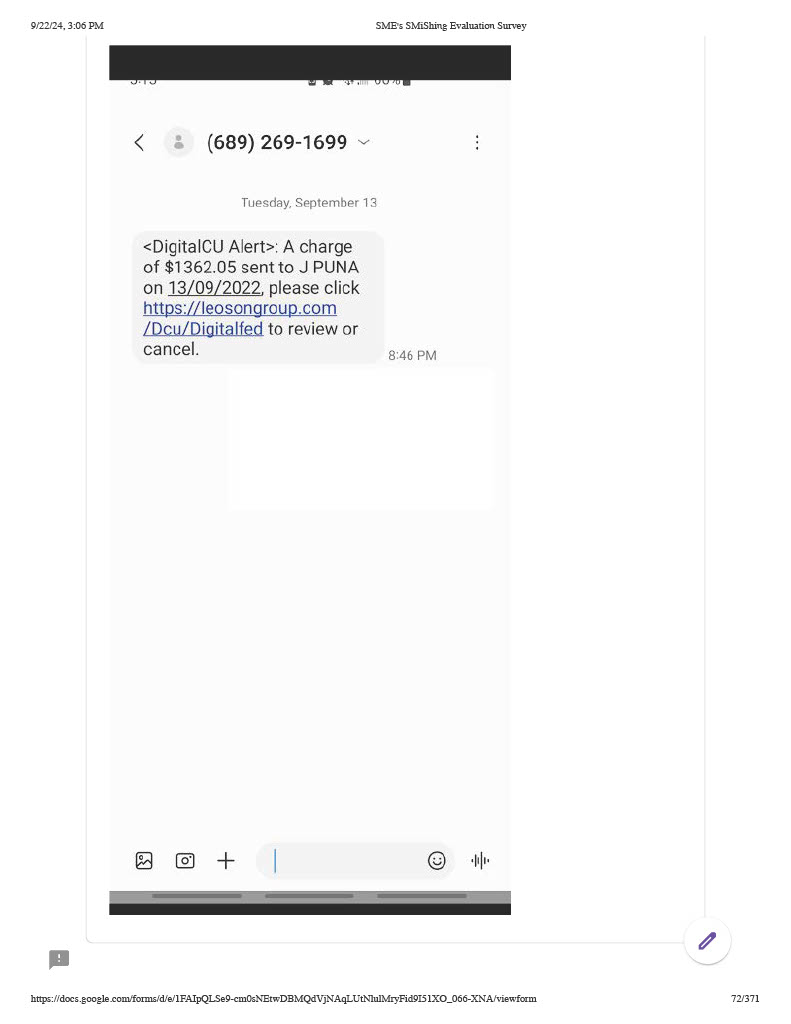 9/22/24, 3:06 PM
SME's SMiShing Evaluation Survey
(689) 269-1699
Tuesday, September 13
<DigitalCU Alert>: A charge
of $1362.05 sent to J PUNA
on 13/09/2022, please click
https://leosongroup.com
/Dcu/Digitalfed to review or
cancel.
8:46 PM
https://docs.google.com/forms/d/e/1FAIpQLSe9-cm0sNEtwDBMQdVjNAqLUtNlulMryFid9I51XO_066-XNA/viewform
72/371